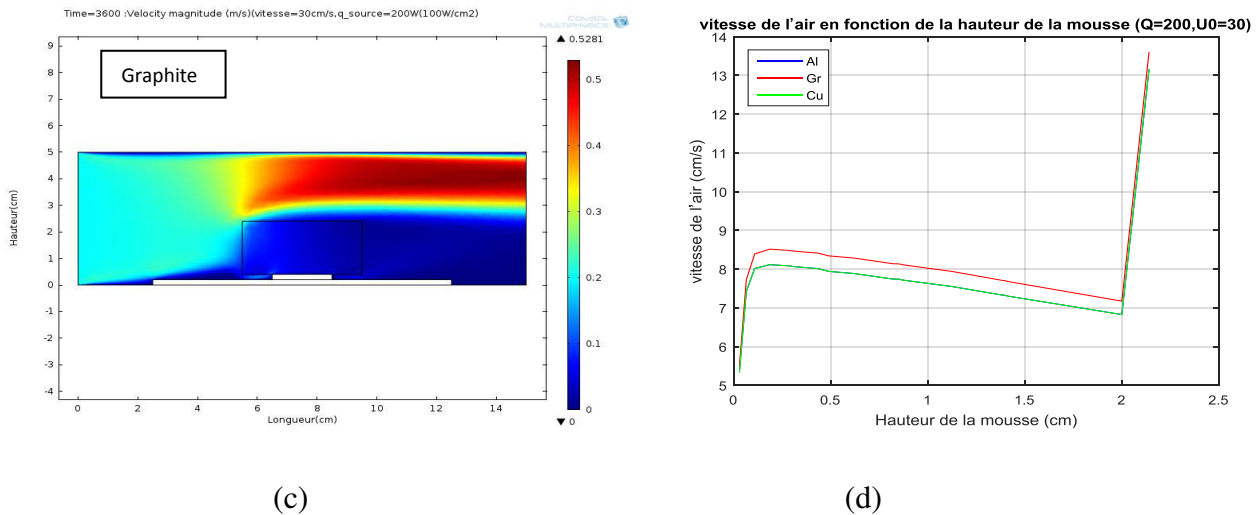 Time=3600 :Velocity magnitude (m/s)(vitesse=30cm/s,q_source=200W(100W/cm2)
COMSOL
MULTIPHYSICS
▲ 0.5281
Graphite
Hauteur(cm)
9
8
7
6
5
4
3
2
1
0
-1
-2
-3
-4
0 2 4 6 8 10 12 14
Longueur(cm)
0.5
0.4
0.3
0.2
0.1
0
▼ 0
(c)
vitesse de l'air en fonction de la hauteur de la mousse (Q=200,U0=30)
Al
Gr
Cu
vitesse de l'air (cm/s)
14
13
12
11
10
9
8
7
6
5
0 0.5 1 1.5 2 2.5
Hauteur de la mousse (cm)
(d)